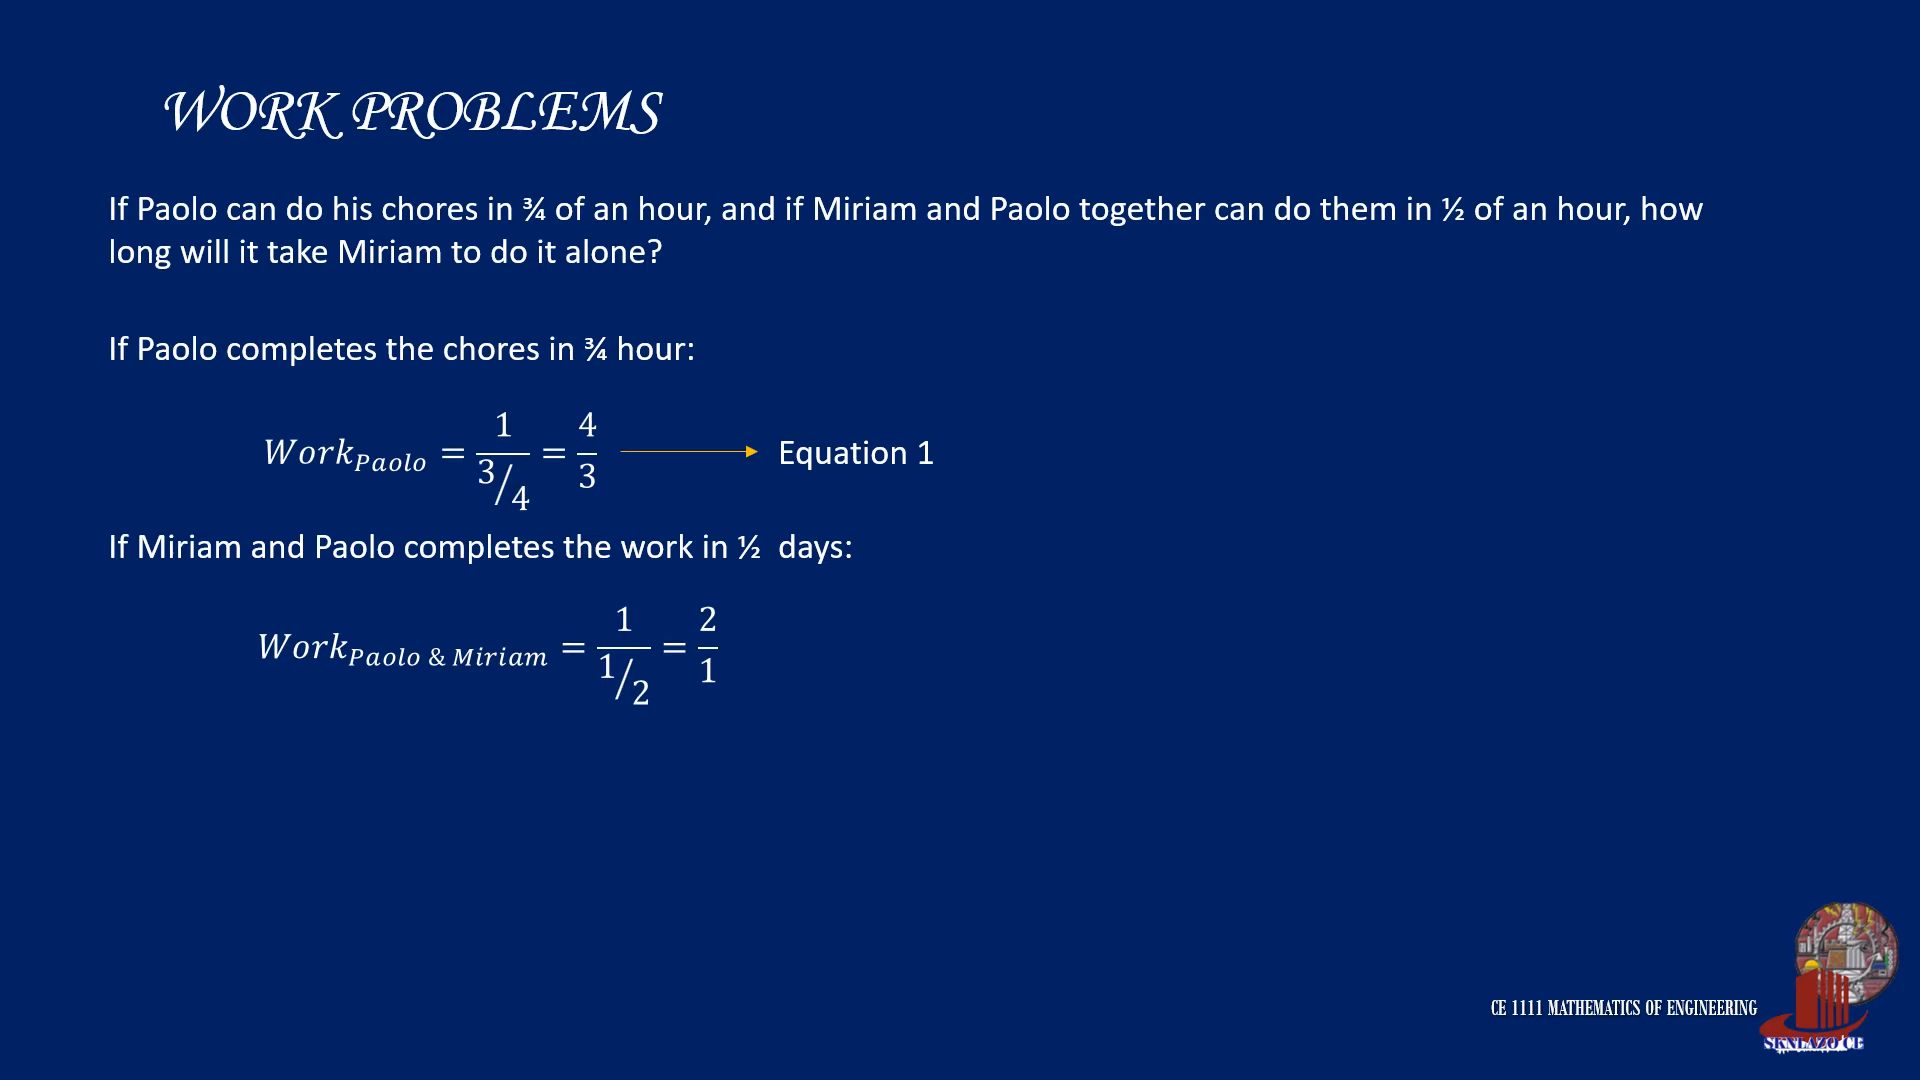 WORK PROBLEMS
If Paolo can do his chores in ¾ of an hour, and if Miriam and Paolo together can do them in ½ of an hour, how
long will it take Miriam to do it alone?
If Paolo completes the chores in ¾ hour:
Work_Paolo = 1/(3/4) = 4/3 → Equation 1
If Miriam and Paolo completes the work in ½ days:
Work_Paolo & Miriam = 1/(1/2) = 2/1
CE 1111 MATHEMATICS OF ENGINEERING
SKNLAZO CE